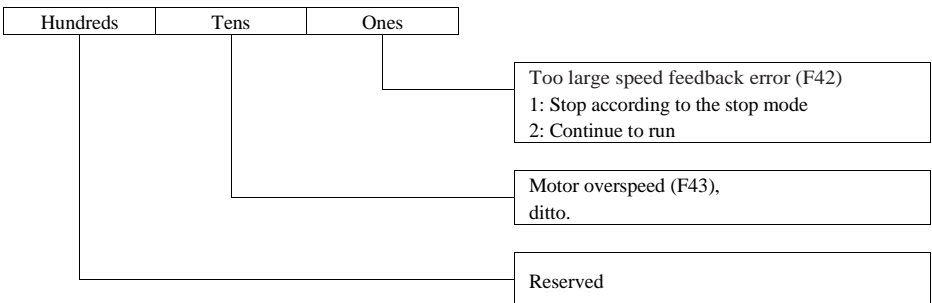 Hundreds Tens Ones
Too large speed feedback error (F42)
1: Stop according to the stop mode
2: Continue to run
Motor overspeed (F43),
ditto.
Reserved